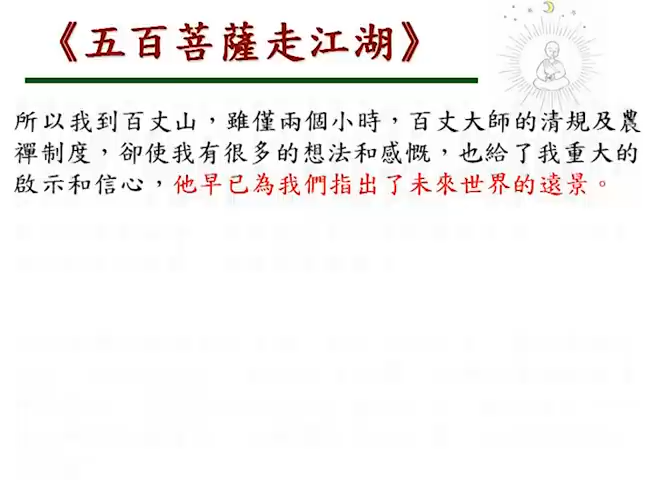 《五百菩薩走江湖》
所以我到百丈山，雖僅兩個小時，百丈大師的清規及農
禪制度，卻使我有很多的想法和感慨，也給了我重大的
啟示和信心，他早已為我們指出了未來世界的遠景。